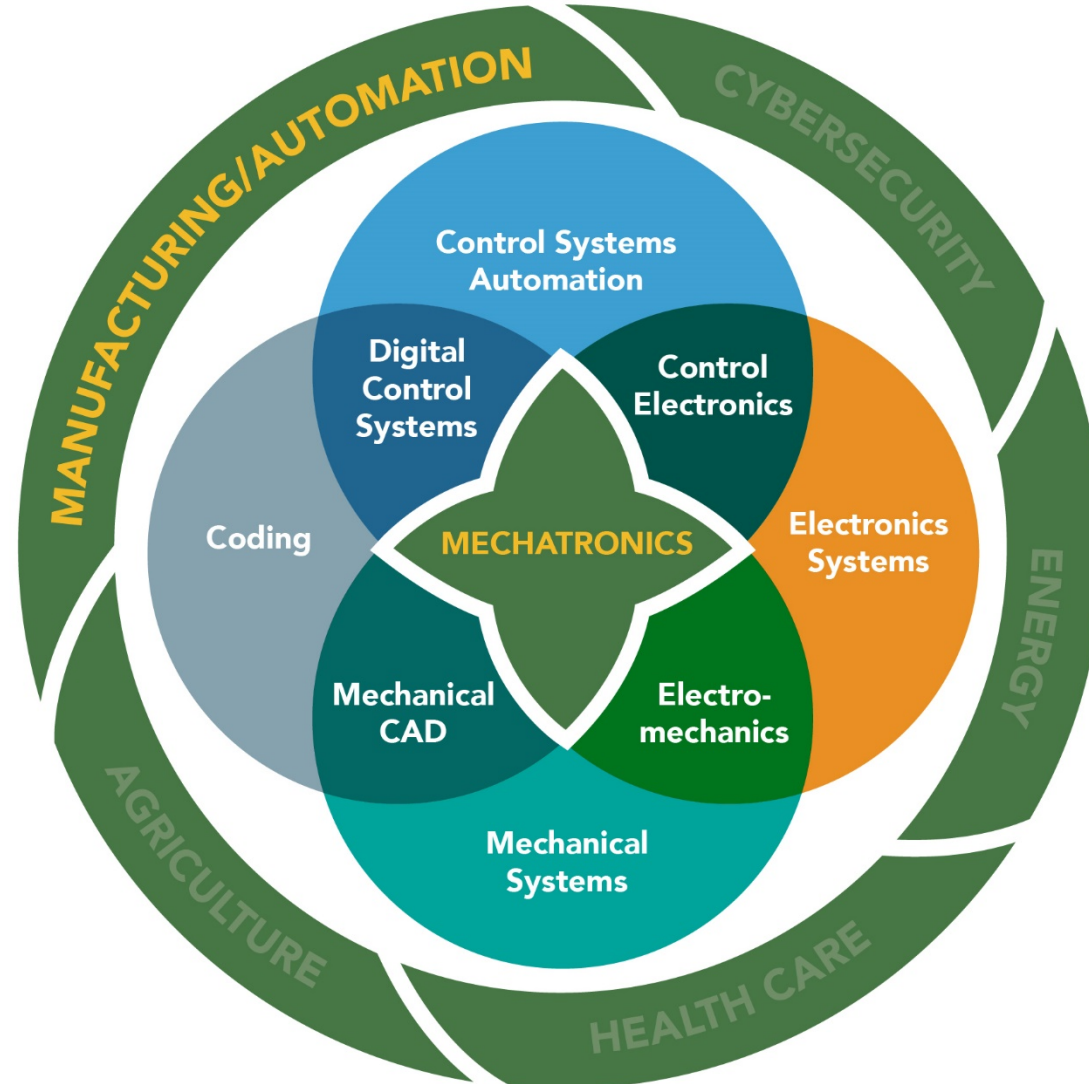 MANUFACTURING/AUTOMATION
CYBERSECURITY
Control Systems
Automation
Digital
Control
Systems
Control
Electronics
Coding
MECHATRONICS
Electronics
Systems
ENERGY
Mechanical
CAD
Electro-
mechanics
Mechanical
Systems
AGRICULTURE
HEALTH CARE